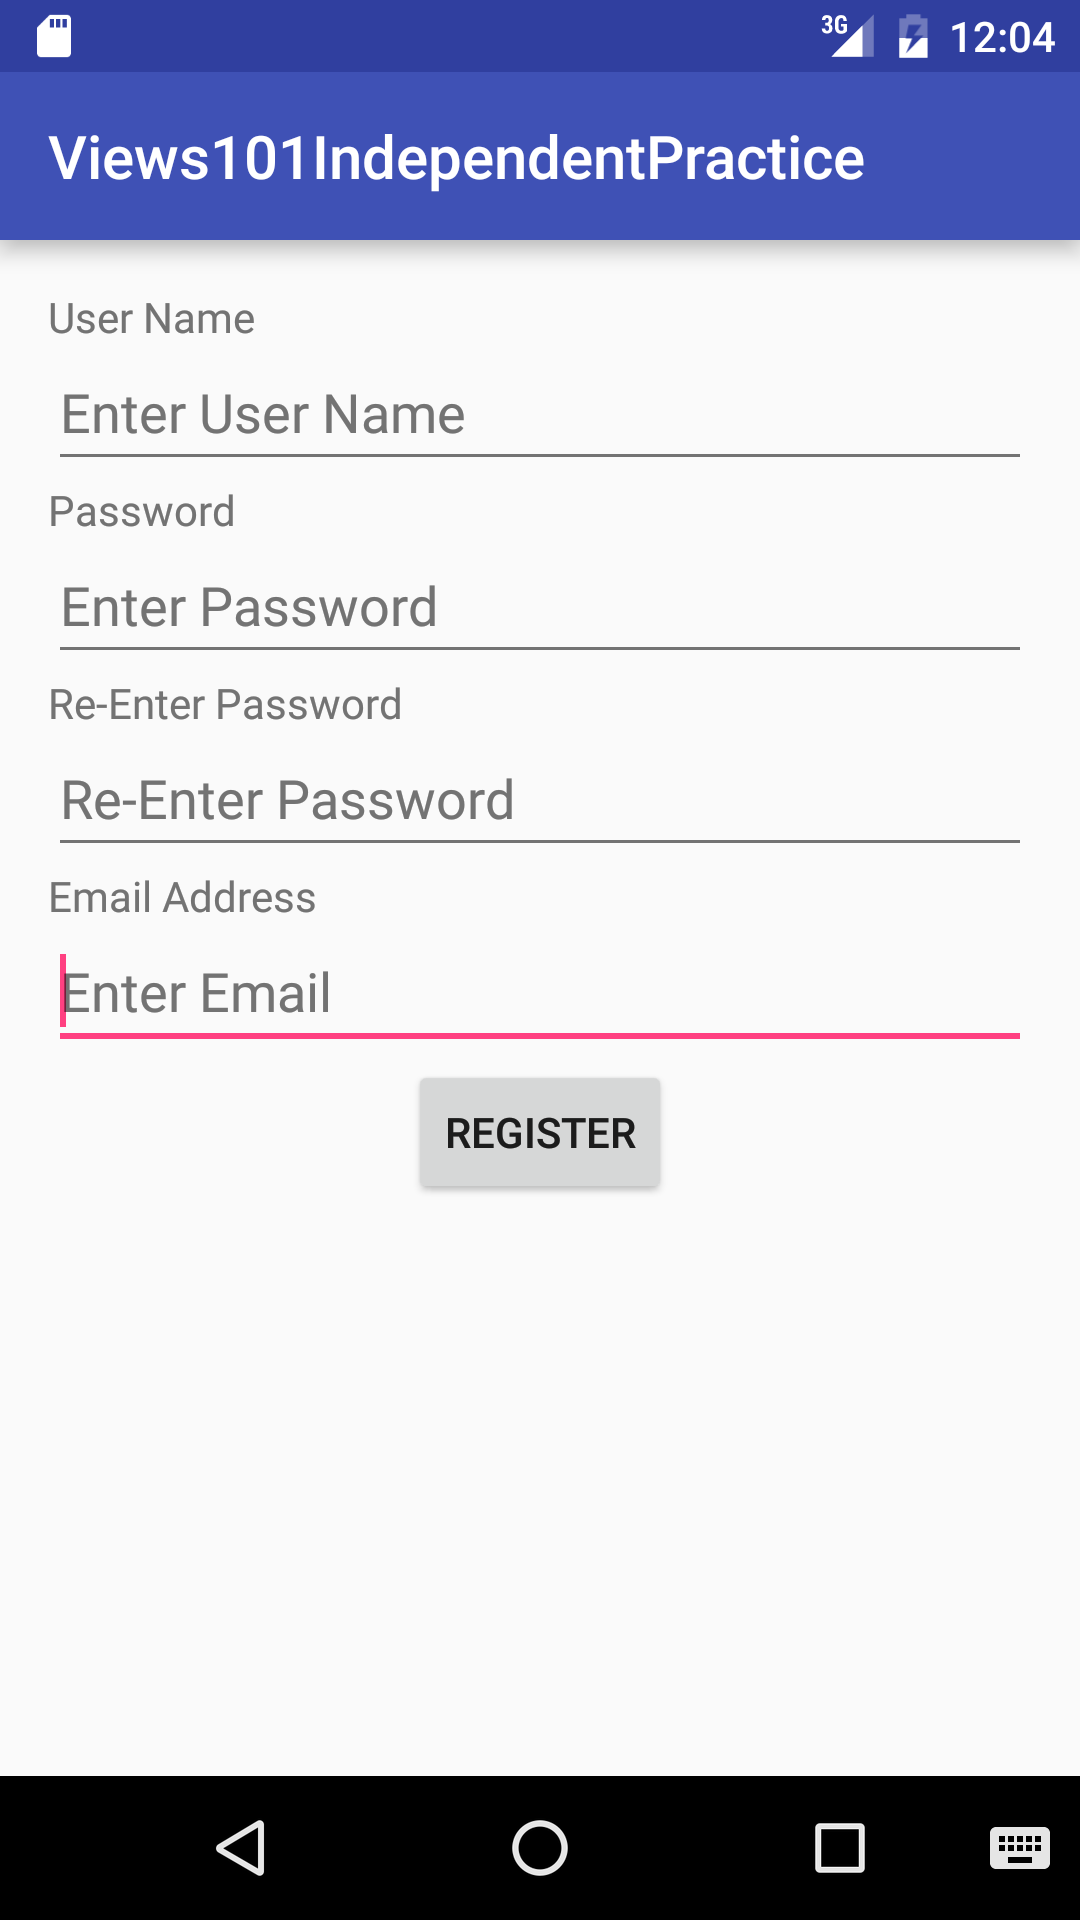 3G 12:04
Views101IndependentPractice
User Name
Enter User Name
Password
Enter Password
Re-Enter Password
Re-Enter Password
Email Address
Enter Email
REGISTER